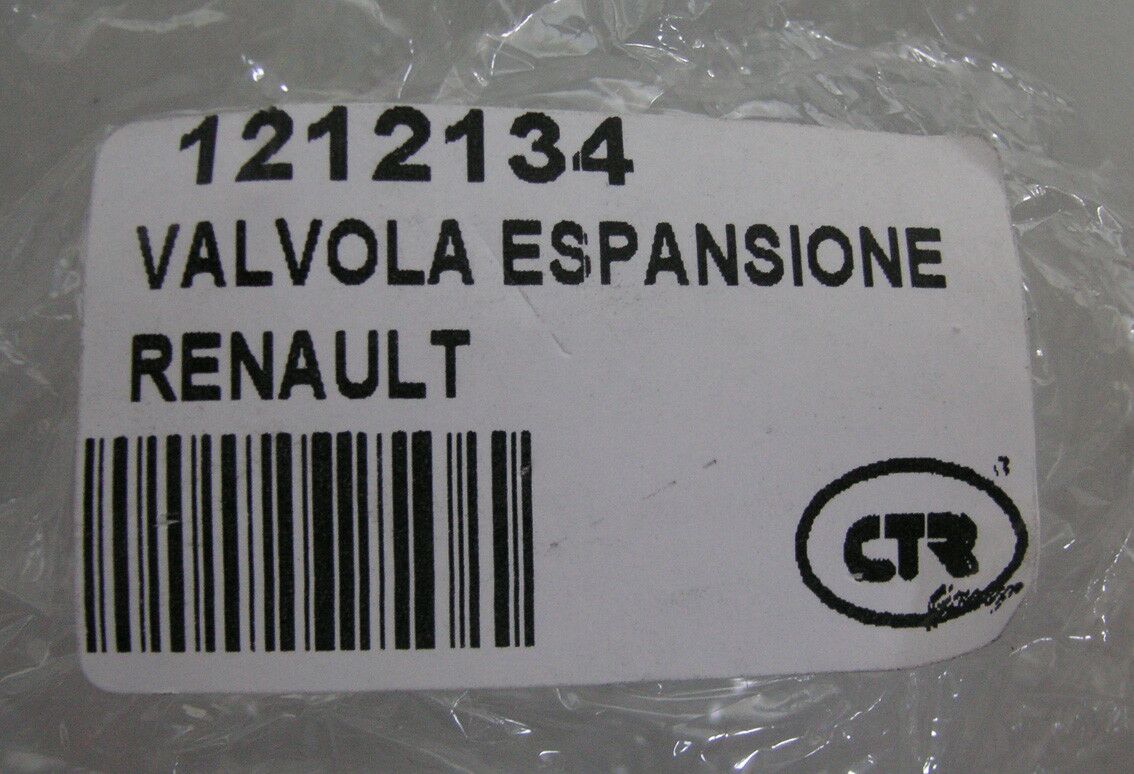 1212134
VALVOLA ESPANSIONE
RENAULT
CTR